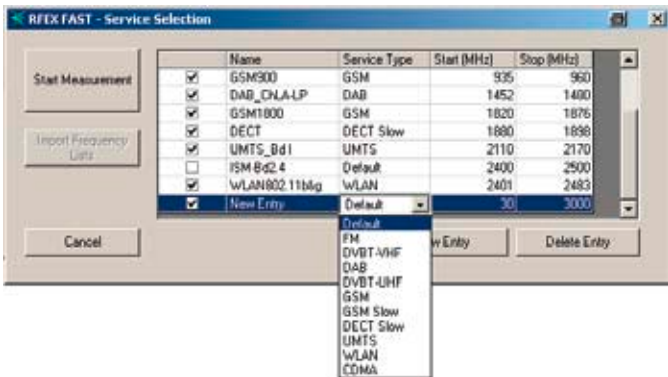 RFEX FAST - Service Selection
Start Measurement
Import Frequency
Lists
Cancel
Name Service Type Start (MHz) Stop (MHz)
GSM900 GSM 935 960
DAB_Ch.A-LP DAB 1452 1480
GSM1800 GSM 1820 1876
DECT DECT Slow 1880 1898
UMTS_Bd I UMTS 2110 2170
ISM-Bd2.4 Default 2400 2500
WLAN802.11b&g WLAN 2401 2483
New Entry Default 30 3000
Default
FM
DVBT-VHF
DAB
DVBT-UHF
GSM
GSM Slow
DECT Slow
UMTS
WLAN
CDMA
w Entry
Delete Entry